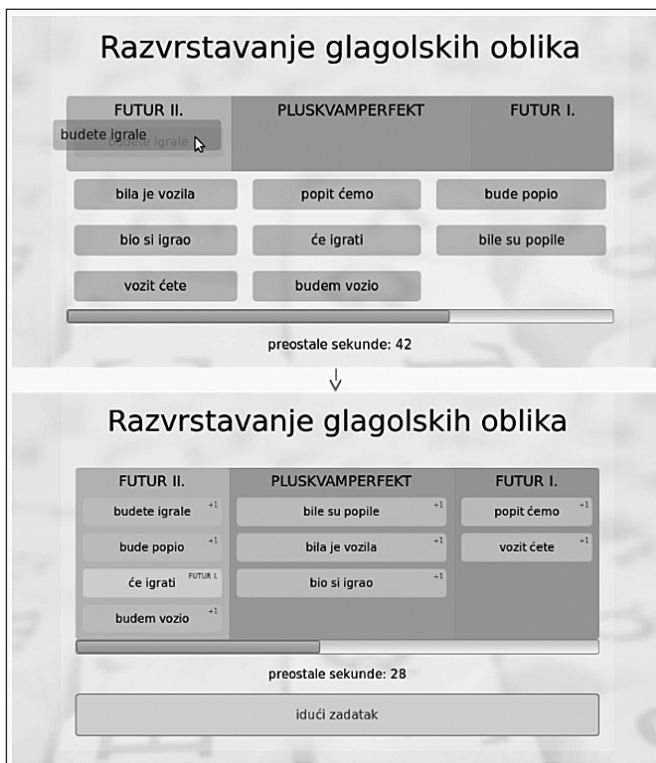 Razvrstavanje glagolskih oblika
FUTUR II. PLUSKVAMPERFEKT FUTUR I.
budete igrale
budete igrale
bila je vozila popit ćemo bude popio
bio si igrao će igrati bile su popile
vozit ćete budem vozio
preostale sekunde: 42
Razvrstavanje glagolskih oblika
FUTUR II. PLUSKVAMPERFEKT FUTUR I.
budete igrale +1 bile su popile +1 popit ćemo +1
bude popio +1 bila je vozila +1 vozit ćete +1
će igrati FUTUR I. bio si igrao +1
budem vozio +1
preostale sekunde: 28
idući zadatak